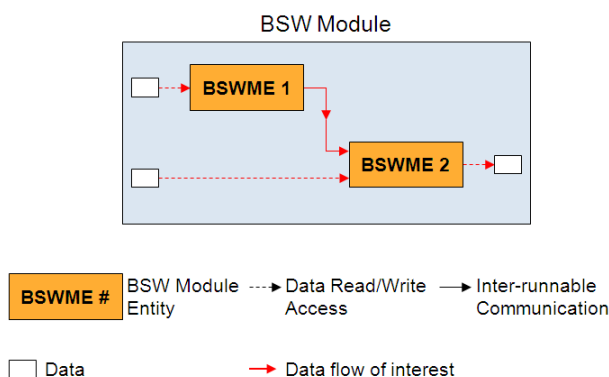 BSW Module
BSWME 1
BSWME 2
BSWME #
BSW Module
Entity
Data Read/Write
Access
Inter-runnable
Communication
Data
Data flow of interest